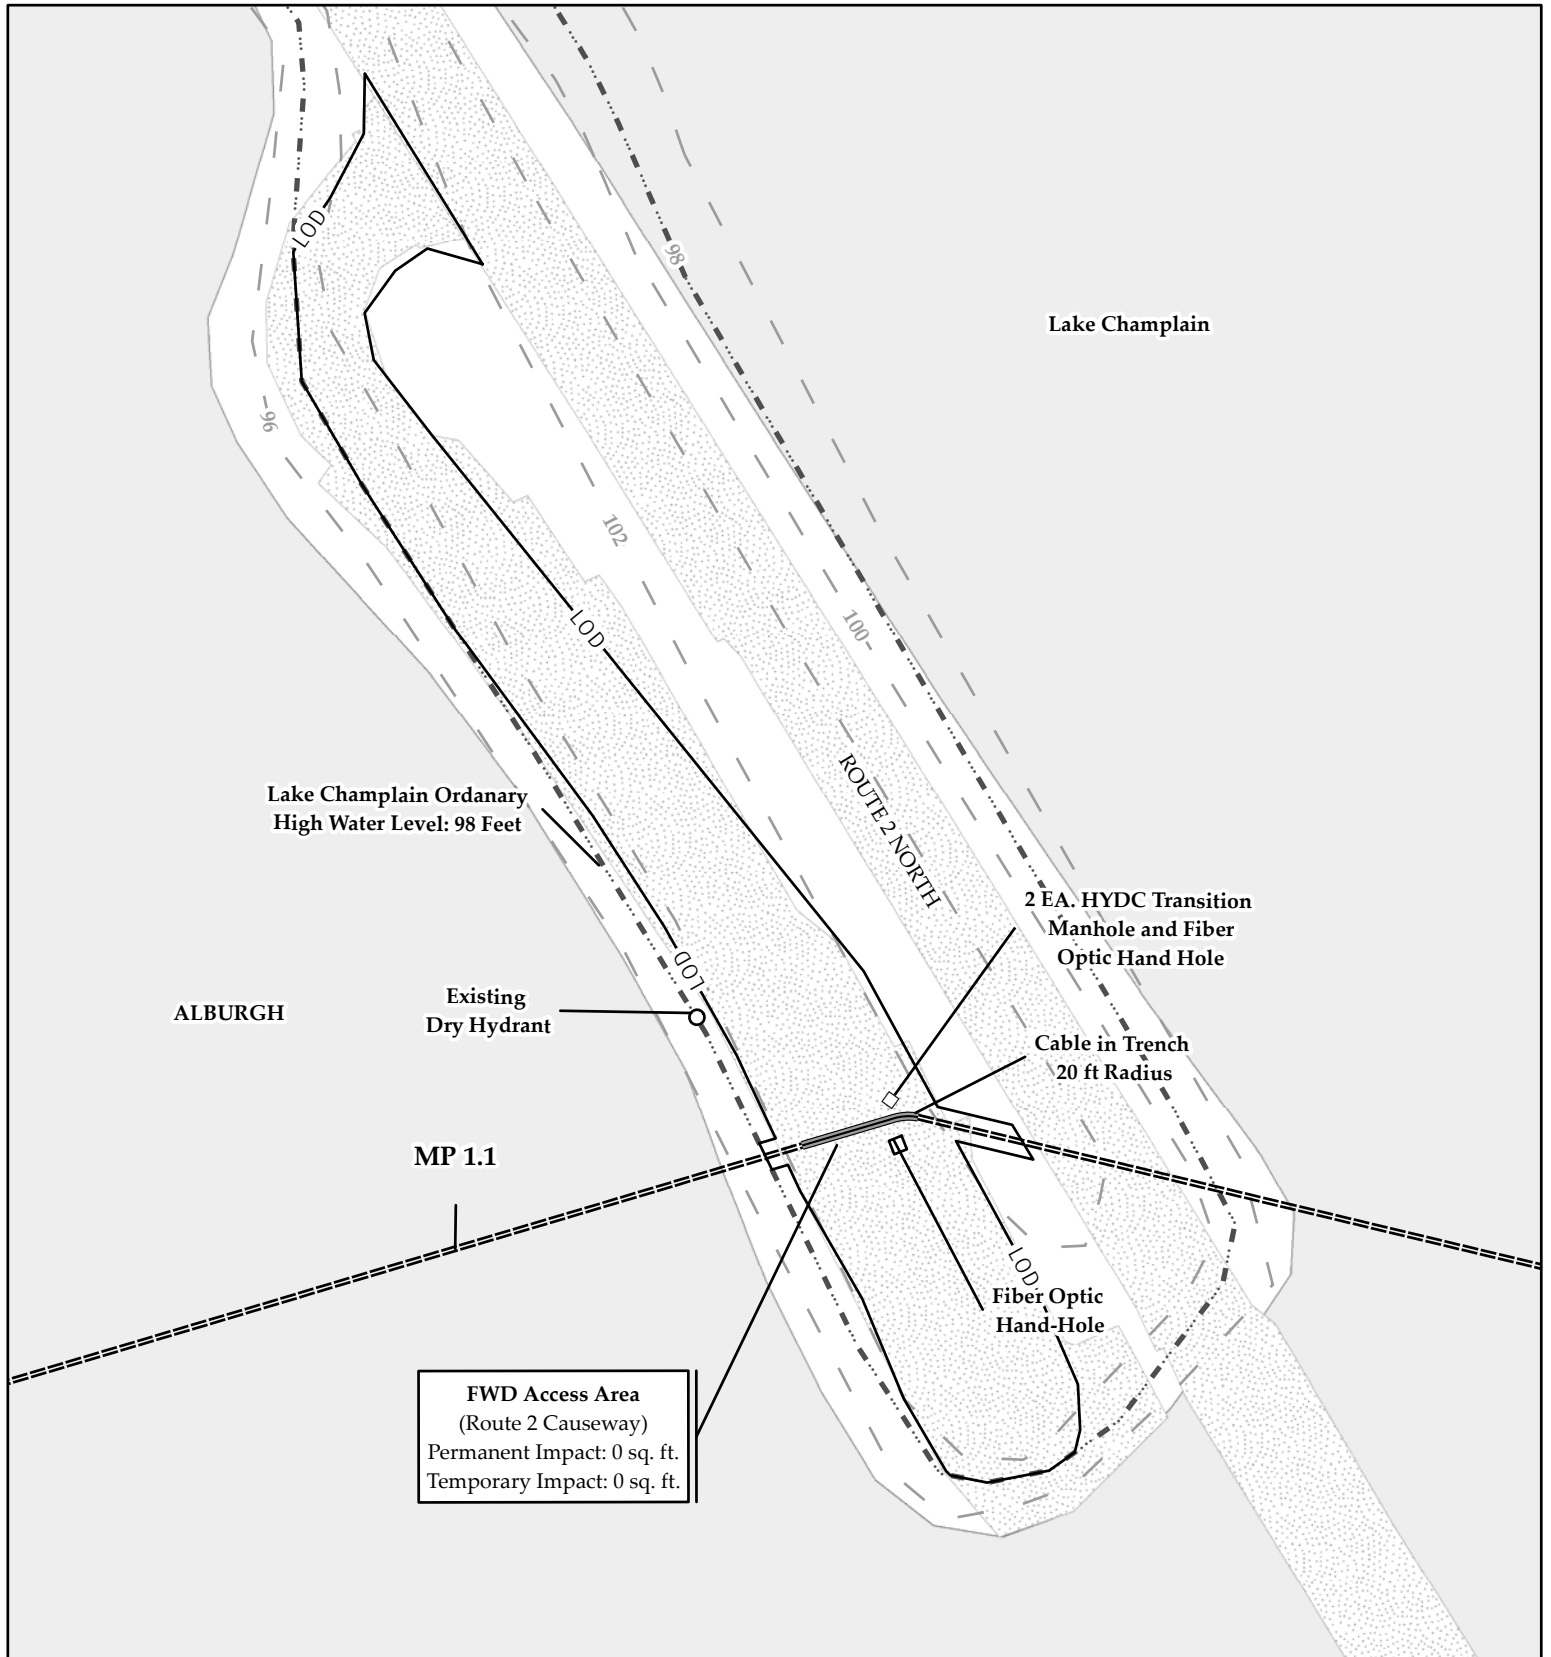 LOD
98
Lake Champlain
96
102
LOD
100
ROUTE 2 NORTH
Lake Champlain Ordanary
High Water Level: 98 Feet
2 EA. HYDC Transition
Manhole and Fiber
Optic Hand Hole
LOD
Existing
Dry Hydrant
ALBURGH
Cable in Trench
20 ft Radius
MP 1.1
LOD
Fiber Optic
Hand-Hole
FWD Access Area
(Route 2 Causeway)
Permanent Impact: 0 sq. ft.
Temporary Impact: 0 sq. ft.